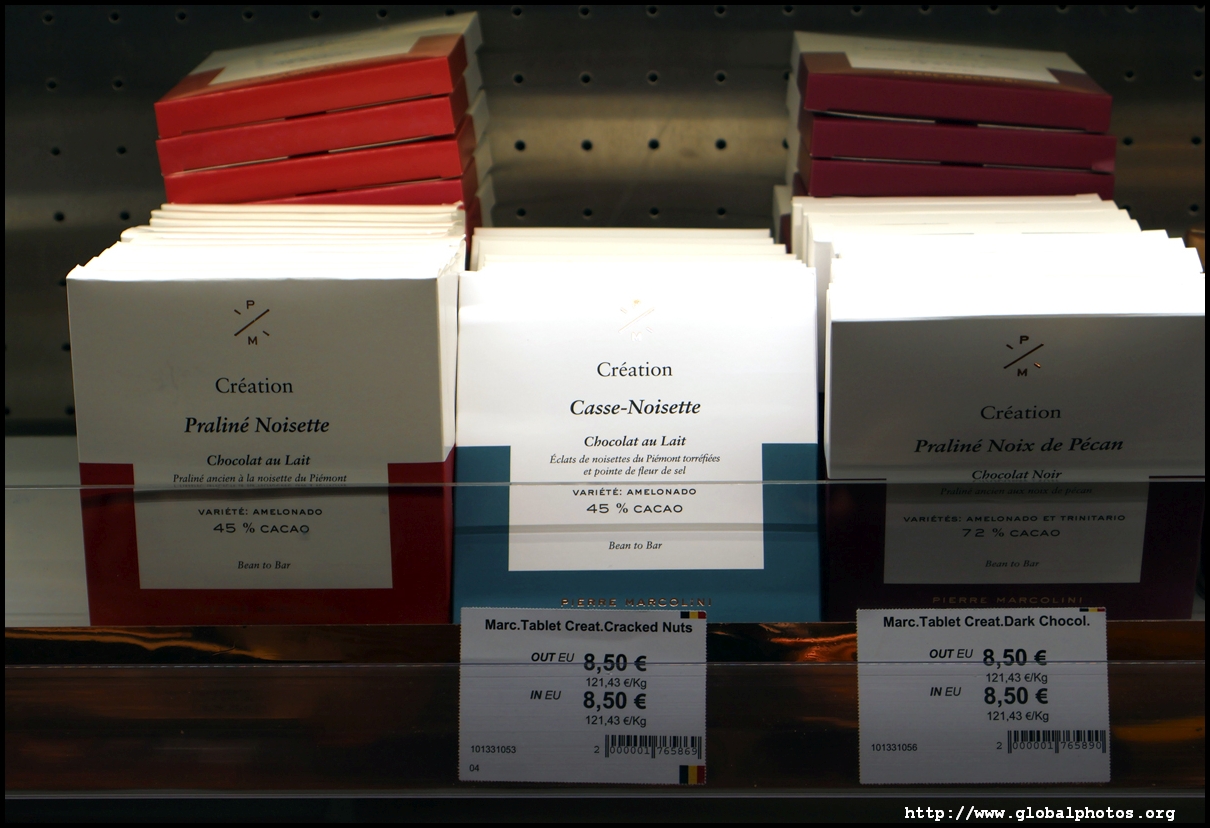 P
M
Création
Praliné Noisette
Chocolat au Lait
Praliné ancien à la noisette du Piémont
VARIÉTÉ: AMELONADO
45 % CACAO
Bean to Bar
Création
Casse-Noisette
Chocolat au Lait
Éclats de noisettes du Piémont torréfiées
et pointe de fleur de sel
VARIÉTÉ: AMELONADO
45 % CACAO
Bean to Bar
PIERRE MARCOLINI
P
M
Création
Praliné Noix de Pécan
Chocolat Noir
Praliné ancien aux noix de pécan
VARIÉTÉS: AMELONADO ET TRINITARIO
72 % CACAO
Bean to Bar
PIERRE MARCOLINI
Marc.Tablet Creat.Cracked Nuts
OUT EU 8,50 €
121,43 €/Kg
IN EU 8,50 €
121,43 €/Kg
101331053
2 000001 765869
04
Marc.Tablet Creat.Dark Chocol.
OUT EU 8,50 €
121,43 €/Kg
IN EU 8,50 €
121,43 €/Kg
101331056
2 000001 765890
http://www.globalphotos.org